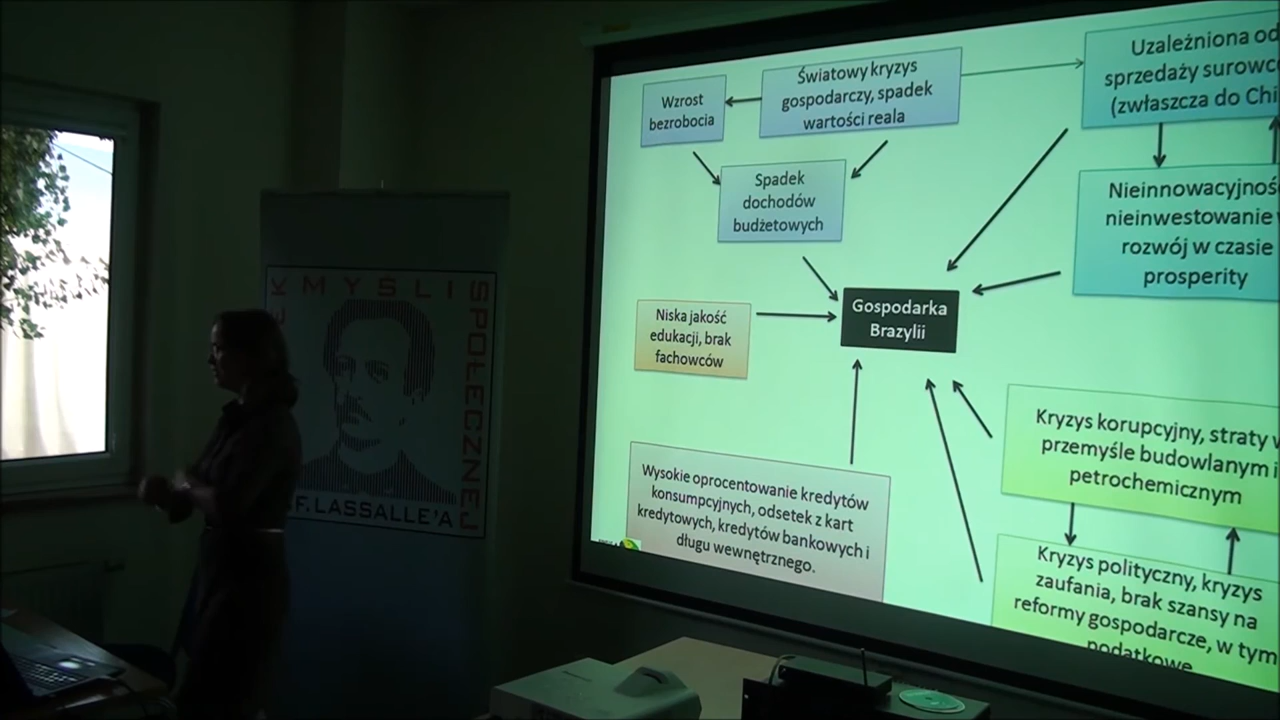 Wzrost
bezrobocia
Światowy kryzys
gospodarczy, spadek
wartości reala
Uzależniona od
sprzedaży surowc
(zwłaszcza do Chi
Spadek
dochodów
budżetowych
Nieinnowacyjnoś
nieinwestowanie
rozwój w czasie
prosperity
Gospodarka
Brazylii
Niska jakość
edukacji, brak
fachowców
Kryzys korupcyjny, straty w
przemyśle budowlanym i
petrochemicznym
Wysokie oprocentowanie kredytów
konsumpcyjnych, odsetek z kart
kredytowych, kredytów bankowych i
długu wewnętrznego.
Kryzys polityczny, kryzys
zaufania, brak szansy na
reformy gospodarcze, w tym
podatkowe
MYŚLI
SPOŁECZNEJ
F. LASSALLE'A